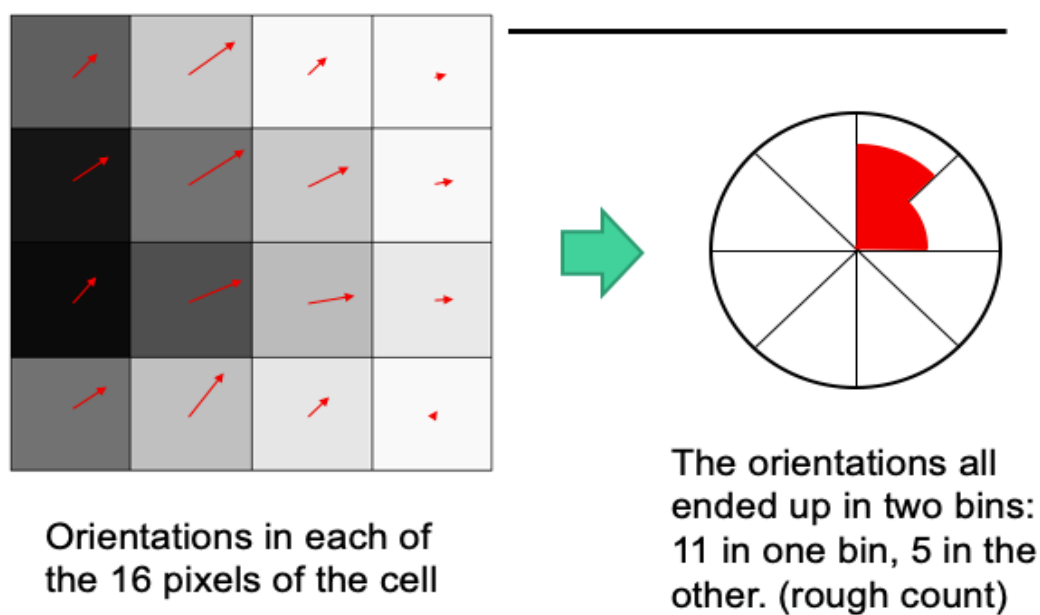 Orientations in each of
the 16 pixels of the cell
The orientations all
ended up in two bins:
11 in one bin, 5 in the
other. (rough count)